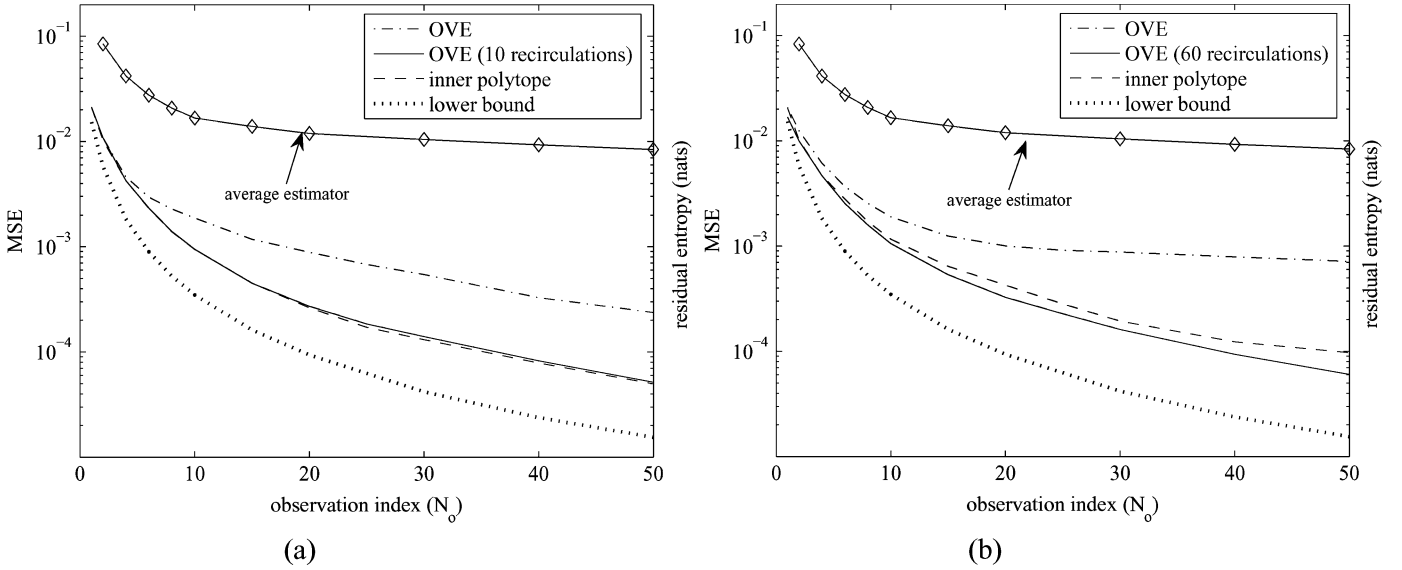 OVE
OVE (10 recirculations)
inner polytope
lower bound
10−1
10−2
10−3
10−4
MSE
average estimator
0
10
20
30
40
50
observation index (No)
residual entropy (nats)
(a)
OVE
OVE (60 recirculations)
inner polytope
lower bound
10−1
10−2
10−3
10−4
MSE
average estimator
0
10
20
30
40
50
observation index (No)
residual entropy (nats)
(b)